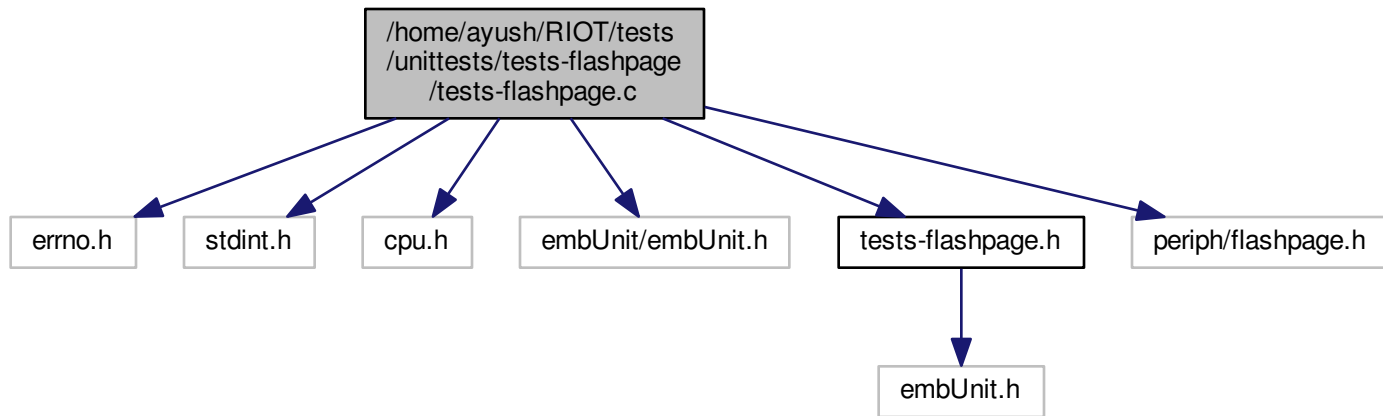 /home/ayush/RIOT/tests
/unittests/tests-flashpage
/tests-flashpage.c
errno.h
stdint.h
cpu.h
embUnit/embUnit.h
tests-flashpage.h
periph/flashpage.h
embUnit.h